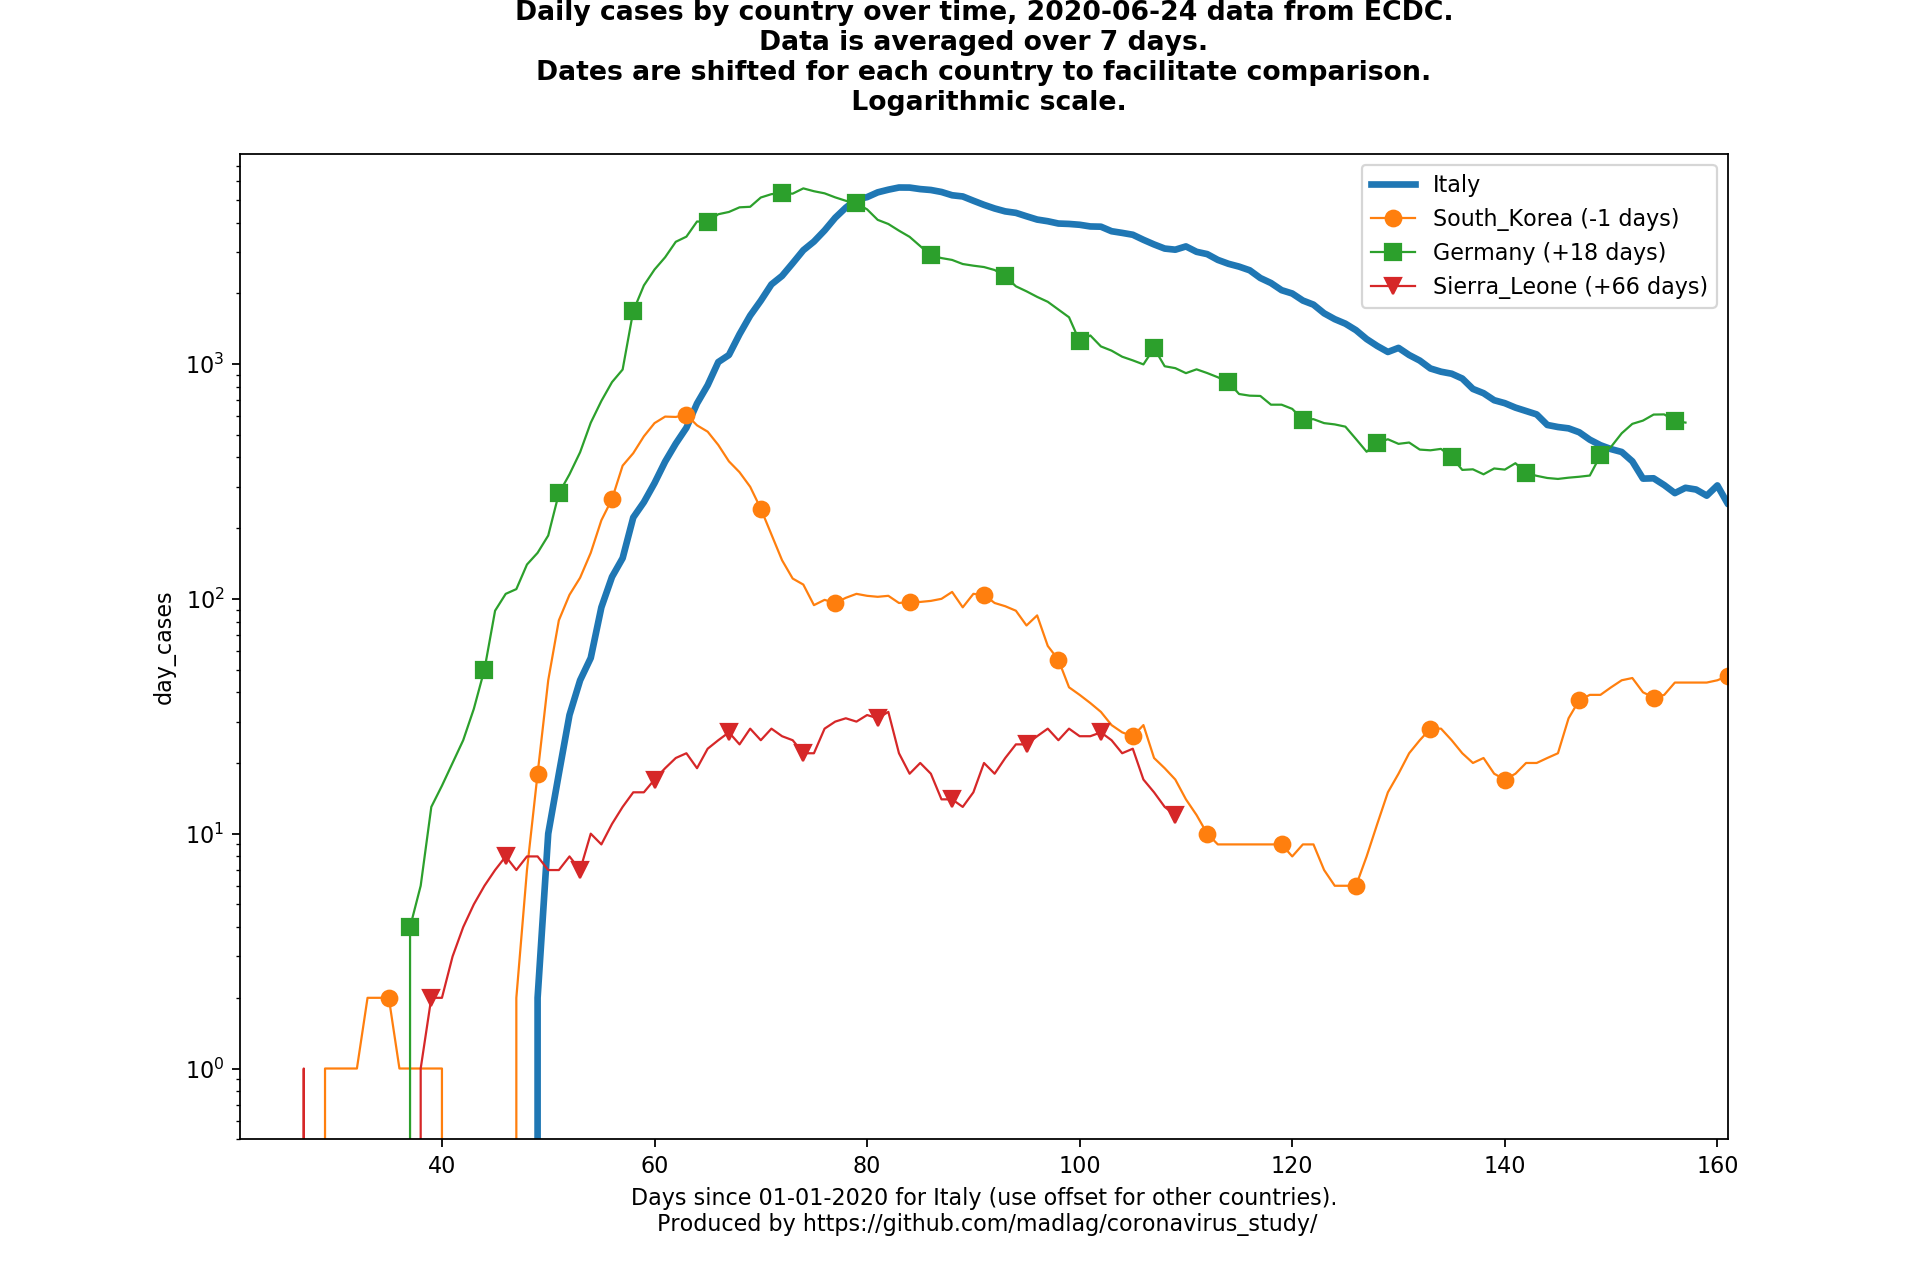 Daily cases by country over time, 2020-06-24 data from ECDC.
Data is averaged over 7 days.
Dates are shifted for each country to facilitate comparison.
Logarithmic scale.
Italy
South_Korea (-1 days)
Germany (+18 days)
Sierra_Leone (+66 days)
day_cases
10³
10²
10¹
10⁰
40 60 80 100 120 140 160
Days since 01-01-2020 for Italy (use offset for other countries).
Produced by https://github.com/madlag/coronavirus_study/